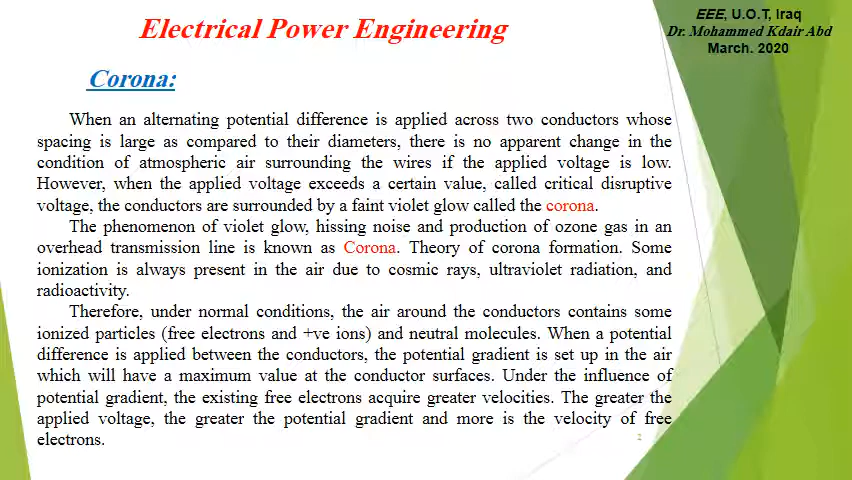 Electrical Power Engineering
EEE, U.O.T, Iraq
Dr. Mohammed Kdair Abd
March. 2020
Corona:
When an alternating potential difference is applied across two conductors whose
spacing is large as compared to their diameters, there is no apparent change in the
condition of atmospheric air surrounding the wires if the applied voltage is low.
However, when the applied voltage exceeds a certain value, called critical disruptive
voltage, the conductors are surrounded by a faint violet glow called the corona.
The phenomenon of violet glow, hissing noise and production of ozone gas in an
overhead transmission line is known as Corona. Theory of corona formation. Some
ionization is always present in the air due to cosmic rays, ultraviolet radiation, and
radioactivity.
Therefore, under normal conditions, the air around the conductors contains some
ionized particles (free electrons and +ve ions) and neutral molecules. When a potential
difference is applied between the conductors, the potential gradient is set up in the air
which will have a maximum value at the conductor surfaces. Under the influence of
potential gradient, the existing free electrons acquire greater velocities. The greater the
applied voltage, the greater the potential gradient and more is the velocity of free
electrons.
2